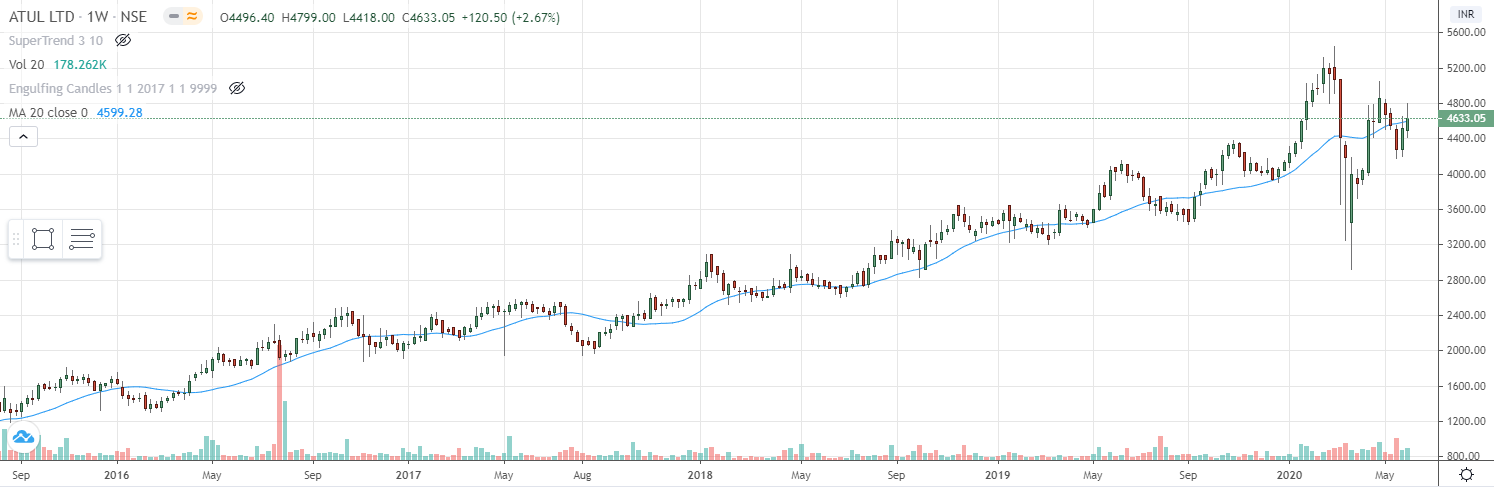 ATUL LTD · 1W · NSE O4496.40 H4799.00 L4418.00 C4633.05 +120.50 (+2.67%)
INR
SuperTrend 3 10
Vol 20 178.262K
Engulfing Candles 1 1 2017 1 1 9999
MA 20 close 0 4599.28
5600.00
5200.00
4800.00
4633.05
4400.00
4000.00
3600.00
3200.00
2800.00
2400.00
2000.00
1600.00
1200.00
800.00
Sep 2016 May Sep 2017 May Aug 2018 May Sep 2019 May Sep 2020 May